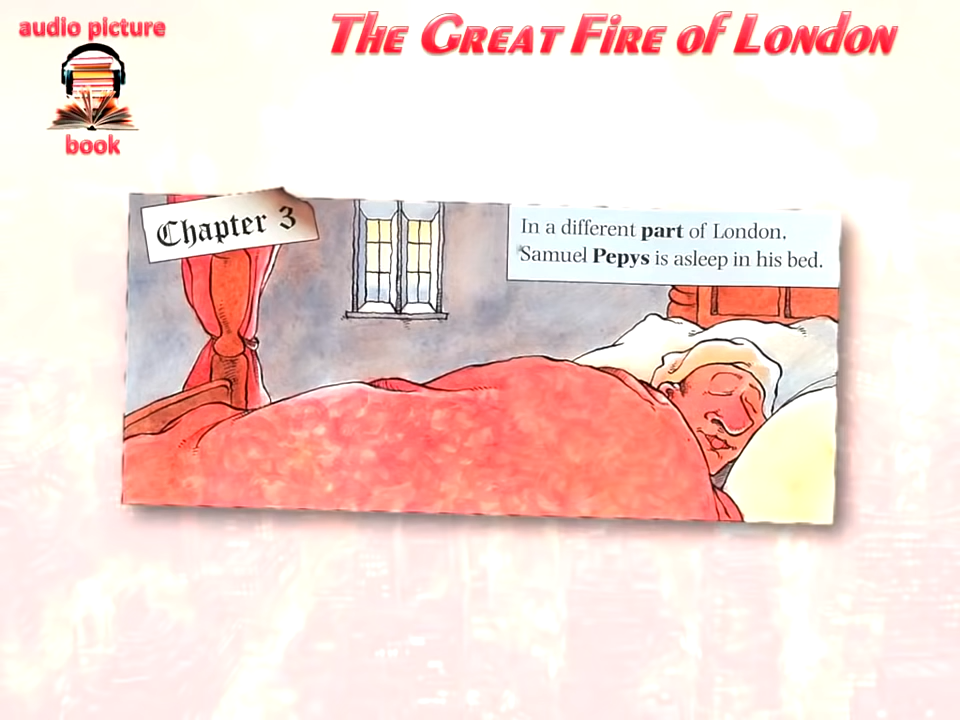 audio picture
book
The Great Fire of London
Chapter 3
In a different part of London.
Samuel Pepys is asleep in his bed.